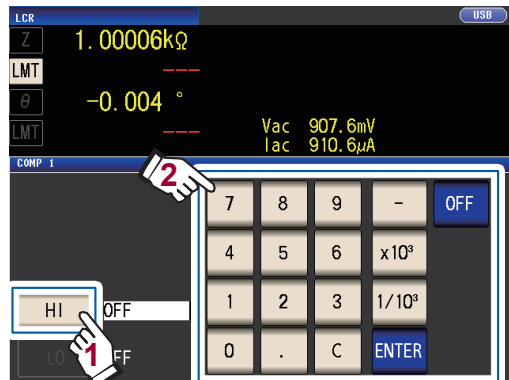 LCR USB
Z 1.00006kΩ
LMT ---
θ -0.004 °
LMT ---
Vac 907.6mV
Iac 910.6μA
COMP 1
2
7 8 9 - OFF
4 5 6 x10³
HI OFF
1 2 3 1/10³
LO FF
1
0 . C ENTER